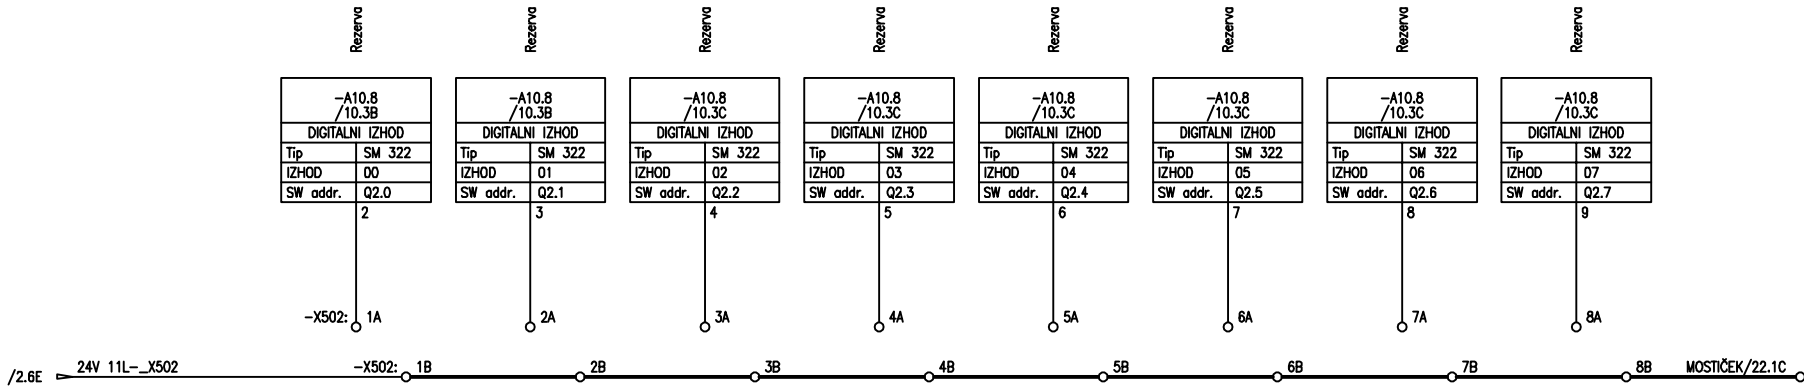 Rezerva Rezerva Rezerva Rezerva Rezerva Rezerva Rezerva Rezerva
-A10.8 -A10.8 -A10.8 -A10.8 -A10.8 -A10.8 -A10.8 -A10.8
/10.3B /10.3B /10.3C /10.3C /10.3C /10.3C /10.3C /10.3C
DIGITALNI IZHOD DIGITALNI IZHOD DIGITALNI IZHOD DIGITALNI IZHOD DIGITALNI IZHOD DIGITALNI IZHOD DIGITALNI IZHOD DIGITALNI IZHOD
Tip SM 322 Tip SM 322 Tip SM 322 Tip SM 322 Tip SM 322 Tip SM 322 Tip SM 322 Tip SM 322
IZHOD 00 IZHOD 01 IZHOD 02 IZHOD 03 IZHOD 04 IZHOD 05 IZHOD 06 IZHOD 07
SW addr. Q2.0 SW addr. Q2.1 SW addr. Q2.2 SW addr. Q2.3 SW addr. Q2.4 SW addr. Q2.5 SW addr. Q2.6 SW addr. Q2.7
2 3 4 5 6 7 8 9
-X502: 1A 2A 3A 4A 5A 6A 7A 8A
/2.6E 24V 11L-_X502 -X502: 1B 2B 3B 4B 5B 6B 7B 8B MOSTIČEK/22.1C